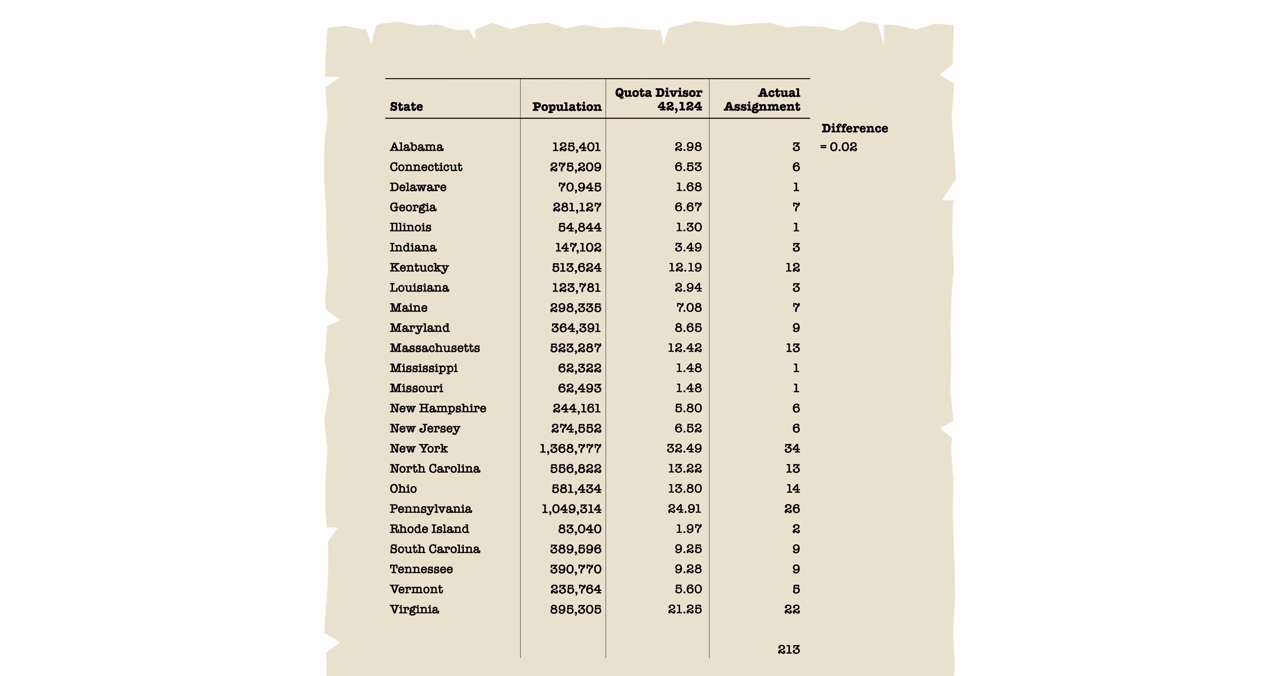 State Population Quota Divisor 42,124 Actual Assignment
Difference
Alabama 125,401 2.98 3 = 0.02
Connecticut 275,209 6.53 6
Delaware 70,945 1.68 1
Georgia 281,127 6.67 7
Illinois 54,844 1.30 1
Indiana 147,102 3.49 3
Kentucky 513,624 12.19 12
Louisiana 123,781 2.94 3
Maine 298,335 7.08 7
Maryland 364,391 8.65 9
Massachusetts 523,287 12.42 13
Mississippi 62,322 1.48 1
Missouri 62,493 1.48 1
New Hampshire 244,161 5.80 6
New Jersey 274,552 6.52 6
New York 1,368,777 32.49 34
North Carolina 556,822 13.22 13
Ohio 581,434 13.80 14
Pennsylvania 1,049,314 24.91 26
Rhode Island 83,040 1.97 2
South Carolina 389,596 9.25 9
Tennessee 390,770 9.28 9
Vermont 235,764 5.60 5
Virginia 895,305 21.25 22
213